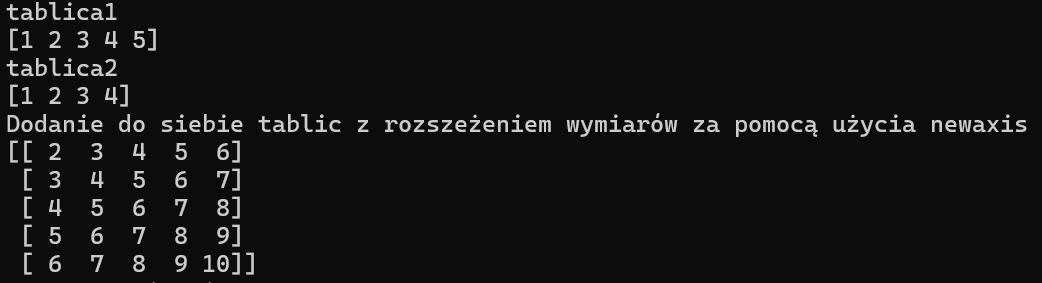 tablica1
[1 2 3 4 5]
tablica2
[1 2 3 4]
Dodanie do siebie tablic z rozszeżeniem wymiarów za pomocą użycia newaxis
[[ 2  3  4  5  6]
 [ 3  4  5  6  7]
 [ 4  5  6  7  8]
 [ 5  6  7  8  9]
 [ 6  7  8  9 10]]